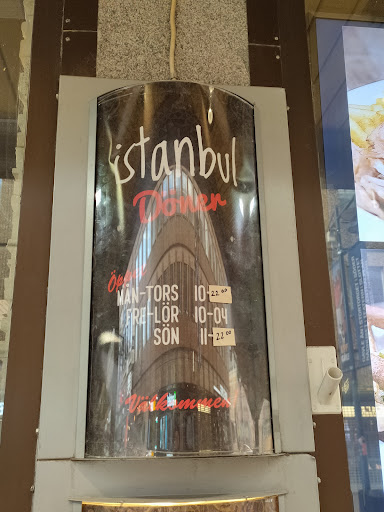 istanbul
Döner
Öppet
MÅN-TORS 10-22 00
FRE-LÖR 10-04
SÖN 11-22 00
Välkommen